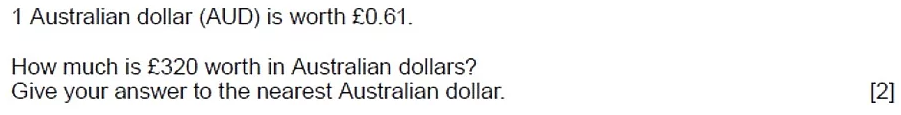 1 Australian dollar (AUD) is worth £0.61.
How much is £320 worth in Australian dollars?
Give your answer to the nearest Australian dollar. [2]